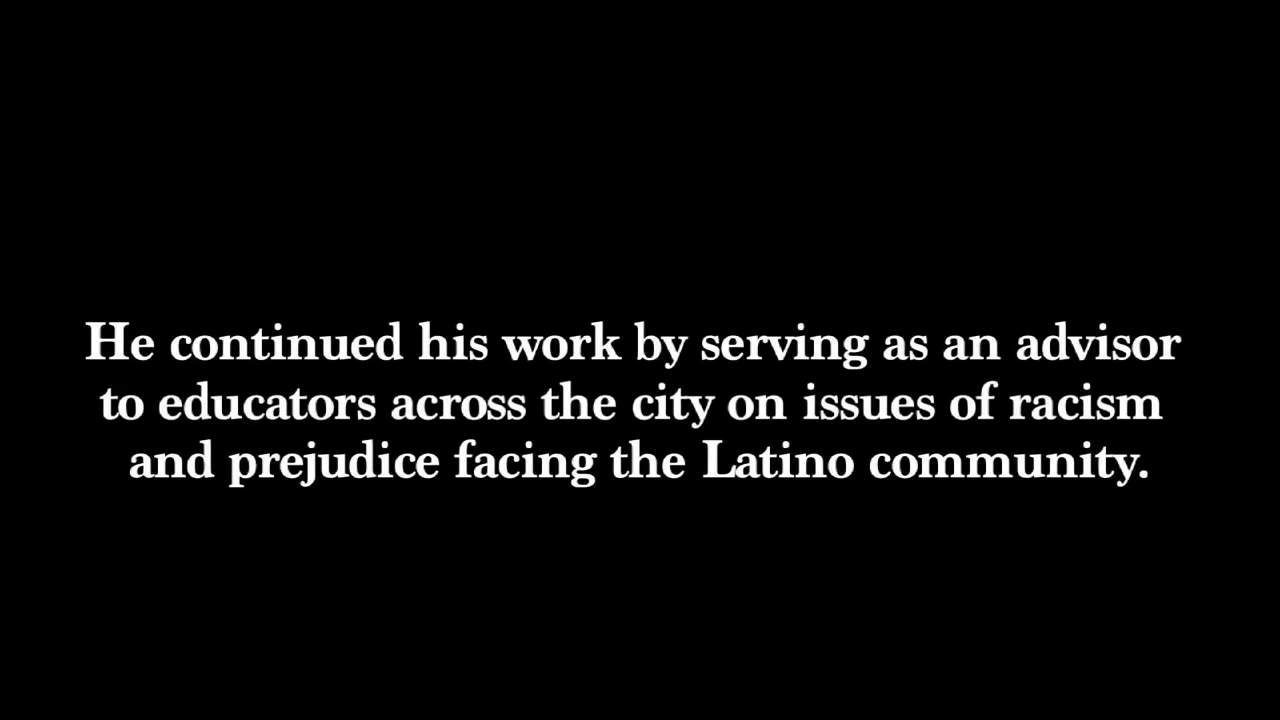 He continued his work by serving as an advisor
to educators across the city on issues of racism
and prejudice facing the Latino community.